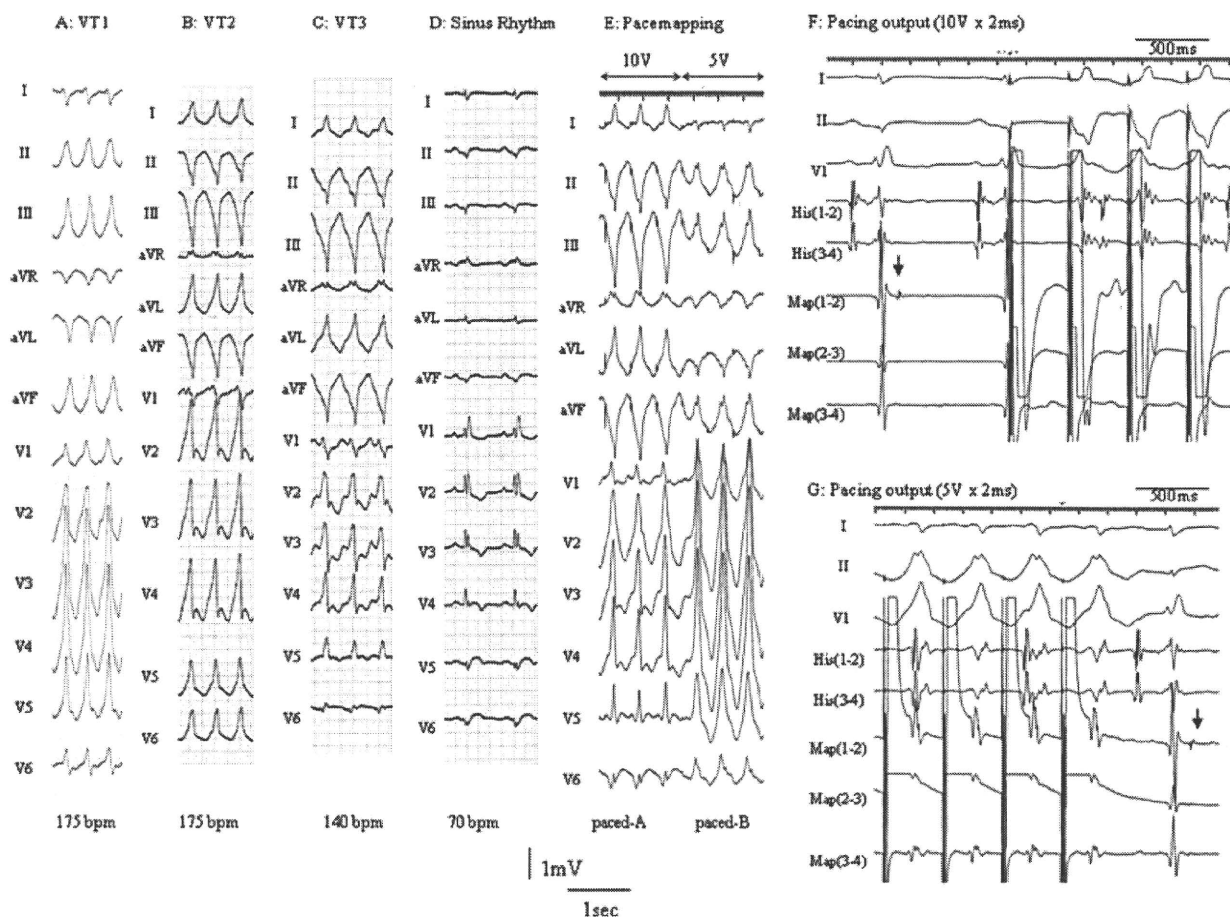 A: VT1
B: VT2
C: VT3
D: Sinus Rhythm
E: Pacemapping
10V 5V
I
II
III
aVR
aVL
aVF
V1
V2
V3
V4
V5
V6
175 bpm
I
II
III
aVR
aVL
aVF
V1
V2
V3
V4
V5
V6
175 bpm
I
II
III
aVR
aVL
aVF
V1
V2
V3
V4
V5
V6
140 bpm
I
II
III
aVR
aVL
aVF
V1
V2
V3
V4
V5
V6
70 bpm
I
II
III
aVR
aVL
aVF
V1
V2
V3
V4
V5
V6
paced-A paced-B
1mV
1sec
F: Pacing output (10V x 2ms)
500ms
I
II
V1
His(1-2)
His(3-4)
Map(1-2)
Map(2-3)
Map(3-4)
G: Pacing output (5V x 2ms)
500ms
I
II
V1
His(1-2)
His(3-4)
Map(1-2)
Map(2-3)
Map(3-4)